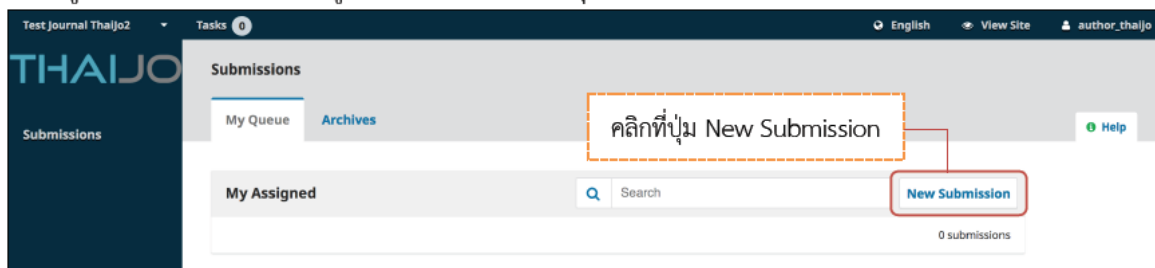 Test Journal ThaiJo2 Tasks 0 English View Site author_thaijo
THAIJO
Submissions
Submissions
My Queue Archives
คลิกที่ปุ่ม New Submission
Help
My Assigned
Search
New Submission
0 submissions